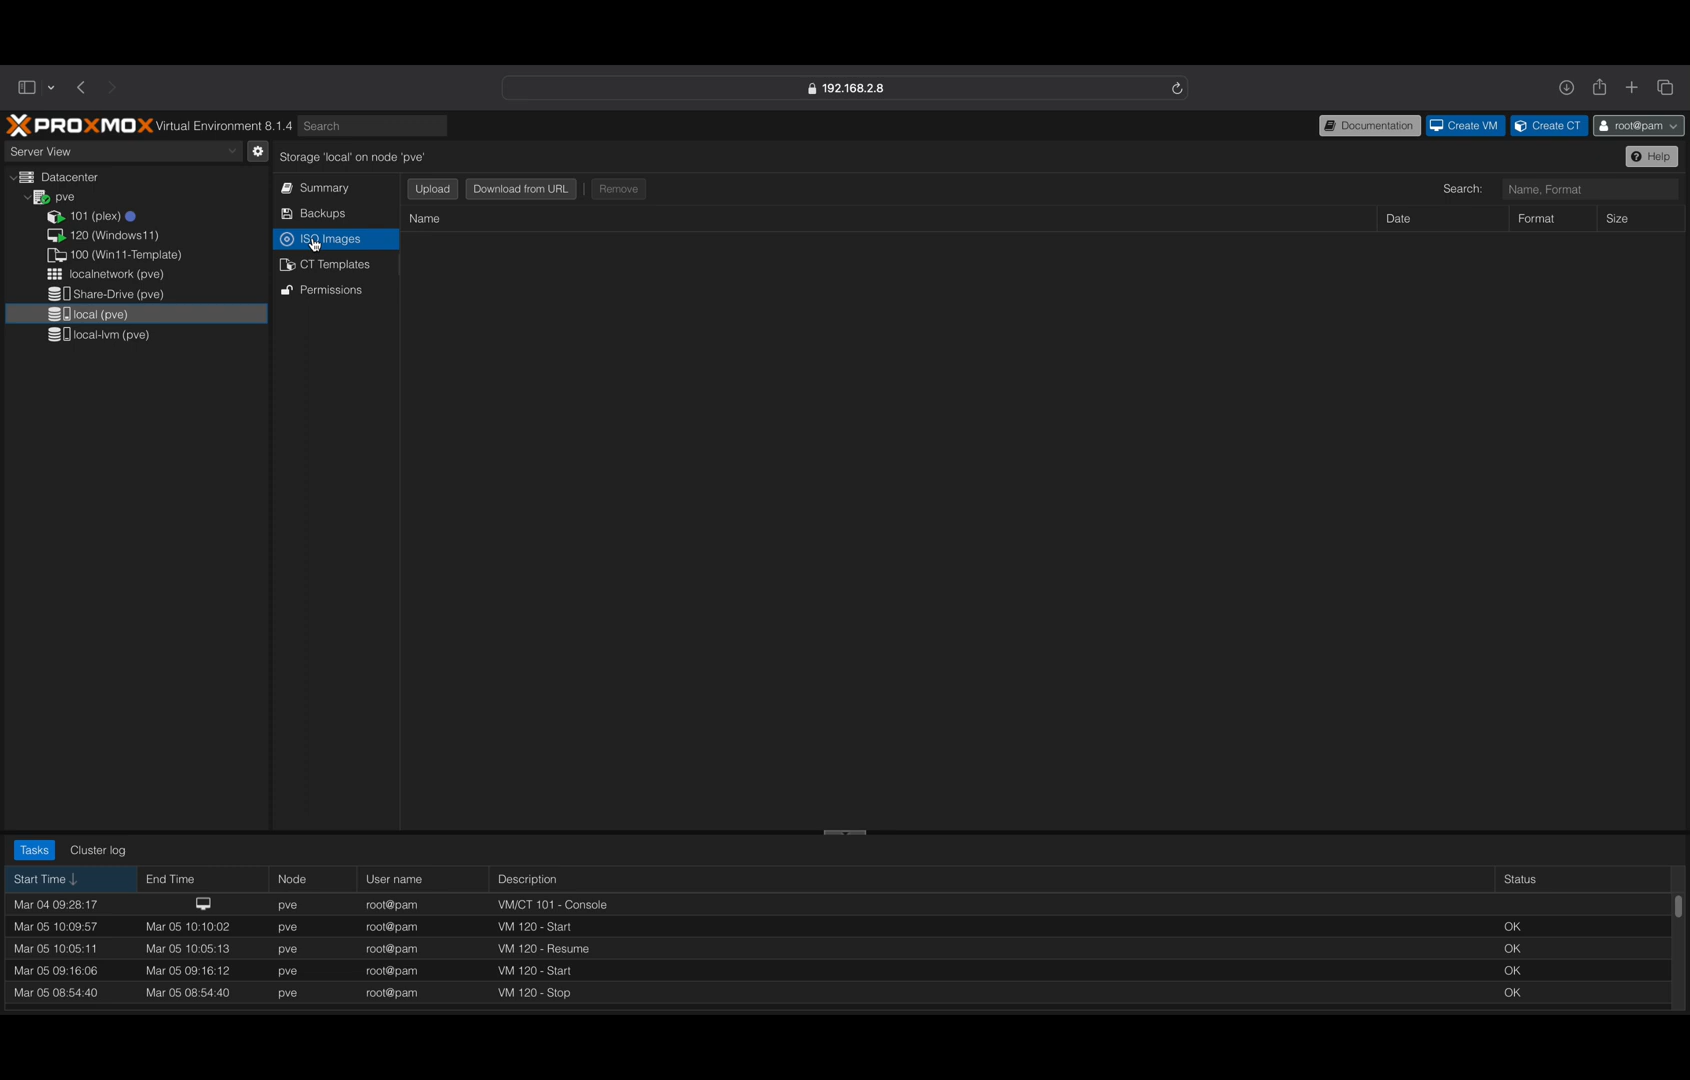 192.168.2.8
PROXMOX Virtual Environment 8.1.4 Search Documentation Create VM Create CT root@pam
Server View
Storage 'local' on node 'pve' Help
Datacenter
pve
101 (plex)
120 (Windows11)
100 (Win11-Template)
localnetwork (pve)
Share-Drive (pve)
local (pve)
local-lvm (pve)
Summary
Backups
ISO Images
CT Templates
Permissions
Upload Download from URL Remove Search: Name, Format
Name Date Format Size
Tasks Cluster log
Start Time End Time Node User name Description Status
Mar 04 09:28:17 pve root@pam VM/CT 101 - Console
Mar 05 10:09:57 Mar 05 10:10:02 pve root@pam VM 120 - Start OK
Mar 05 10:05:11 Mar 05 10:05:13 pve root@pam VM 120 - Resume OK
Mar 05 09:16:06 Mar 05 09:16:12 pve root@pam VM 120 - Start OK
Mar 05 08:54:40 Mar 05 08:54:40 pve root@pam VM 120 - Stop OK